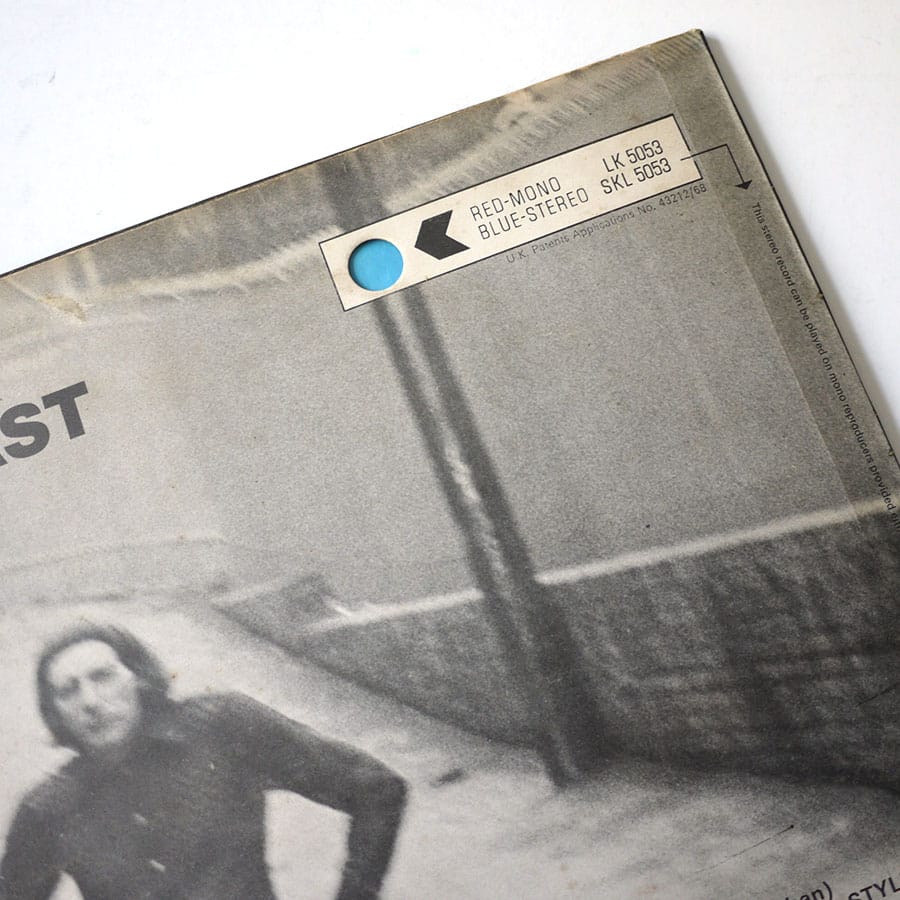 RED-MONO LK 5053
BLUE-STEREO SKL 5053
U.K. Patents Applications No. 43212/68
This stereo record can be played on mono reproducers provided
AST
STYL